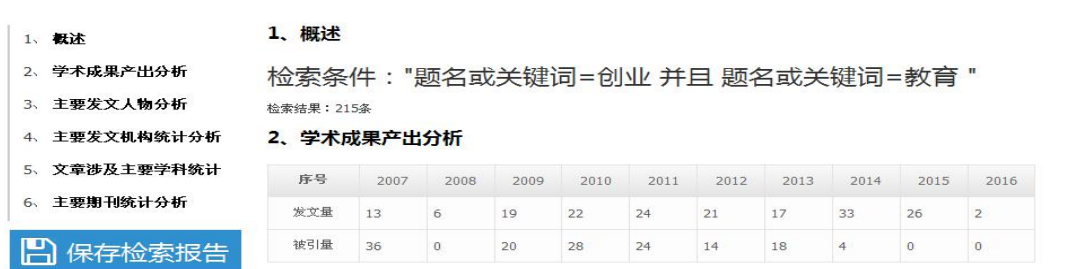 1、 概述
2、 学术成果产出分析
3、 主要发文人物分析
4、 主要发文机构统计分析
5、 文章涉及主要学科统计
6、 主要期刊统计分析
保存检索报告
1、概述
检索条件："题名或关键词=创业 并且 题名或关键词=教育 "
检索结果：215条
2、学术成果产出分析
序号 2007 2008 2009 2010 2011 2012 2013 2014 2015 2016
发文量 13 6 19 22 24 21 17 33 26 2
被引量 36 0 20 28 24 14 18 4 0 0